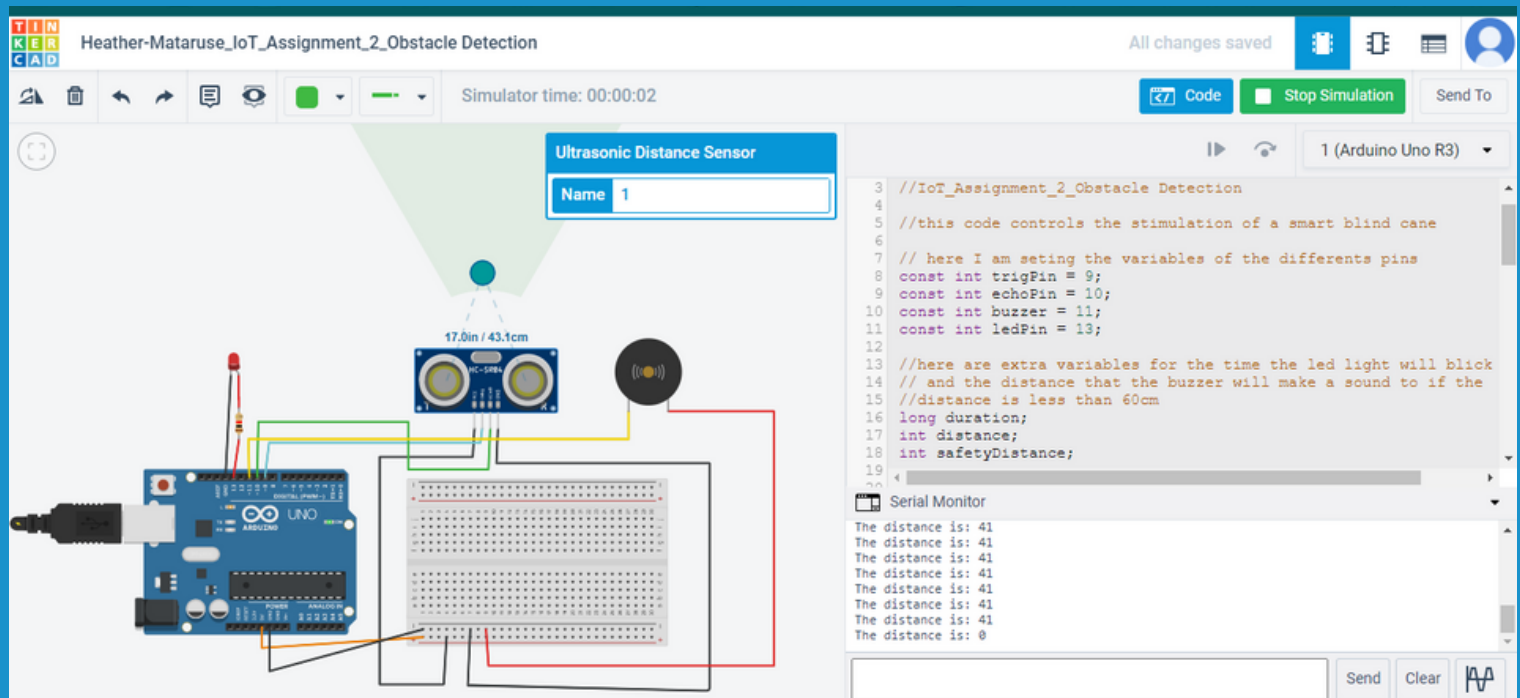 TIN
KER
CAD
Heather-Mataruse_IoT_Assignment_2_Obstacle Detection
All changes saved
Simulator time: 00:00:02
Code
Stop Simulation
Send To
Ultrasonic Distance Sensor
Name 1
1 (Arduino Uno R3)
17.0in / 43.1cm
HC-SR04
DIGITAL (PWM~)
UNO
ARDUINO
POWER
ANALOG IN
3 //IoT_Assignment_2_Obstacle Detection
4
5 //this code controls the stimulation of a smart blind cane
6
7 // here I am seting the variables of the differents pins
8 const int trigPin = 9;
9 const int echoPin = 10;
10 const int buzzer = 11;
11 const int ledPin = 13;
12
13 //here are extra variables for the time the led light will blick
14 // and the distance that the buzzer will make a sound to if the
15 //distance is less than 60cm
16 long duration;
17 int distance;
18 int safetyDistance;
19
Serial Monitor
The distance is: 41
The distance is: 41
The distance is: 41
The distance is: 41
The distance is: 41
The distance is: 41
The distance is: 41
The distance is: 0
Send
Clear